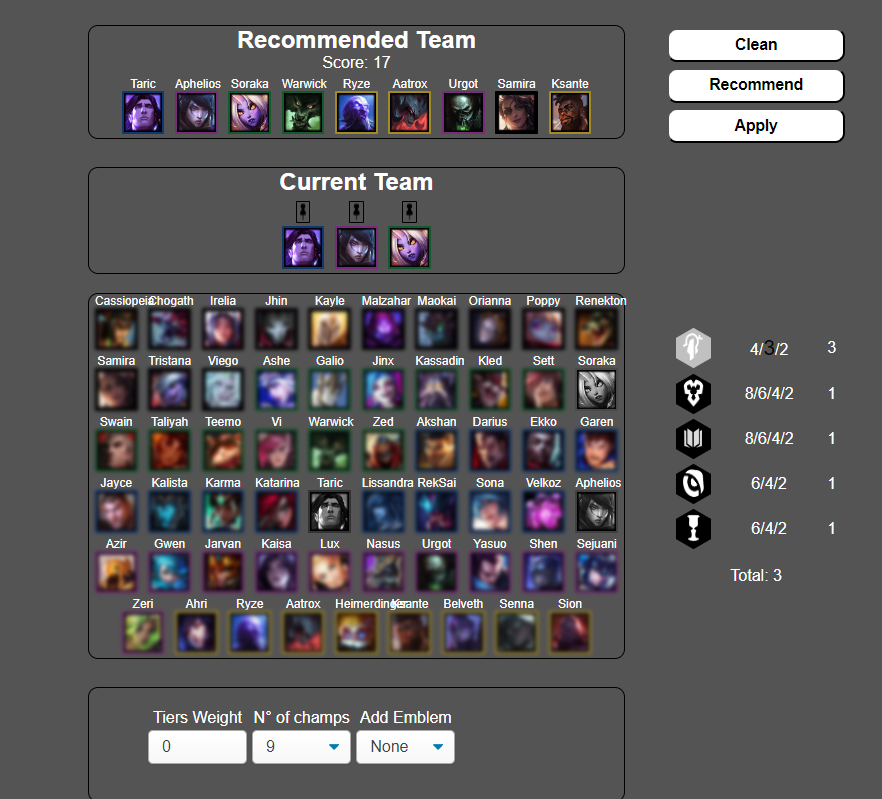 Recommended Team
Score: 17
Taric Aphelios Soraka Warwick Ryze Aatrox Urgot Samira Ksante
Clean
Recommend
Apply
Current Team
Cassiopeia Chogath Irelia Jhin Kayle Malzahar Maokai Orianna Poppy Renekton
Samira Tristana Viego Ashe Galio Jinx Kassadin Kled Sett Soraka
Swain Taliyah Teemo Vi Warwick Zed Akshan Darius Ekko Garen
Jayce Kalista Karma Katarina Taric Lissandra RekSai Sona Velkoz Aphelios
Azir Gwen Jarvan Kaisa Lux Nasus Urgot Yasuo Shen Sejuani
Zeri Ahri Ryze Aatrox Heimerdinger Ksante Belveth Senna Sion
4/3/2 3
8/6/4/2 1
8/6/4/2 1
6/4/2 1
6/4/2 1
Total: 3
Tiers Weight N° of champs Add Emblem
0 9 None